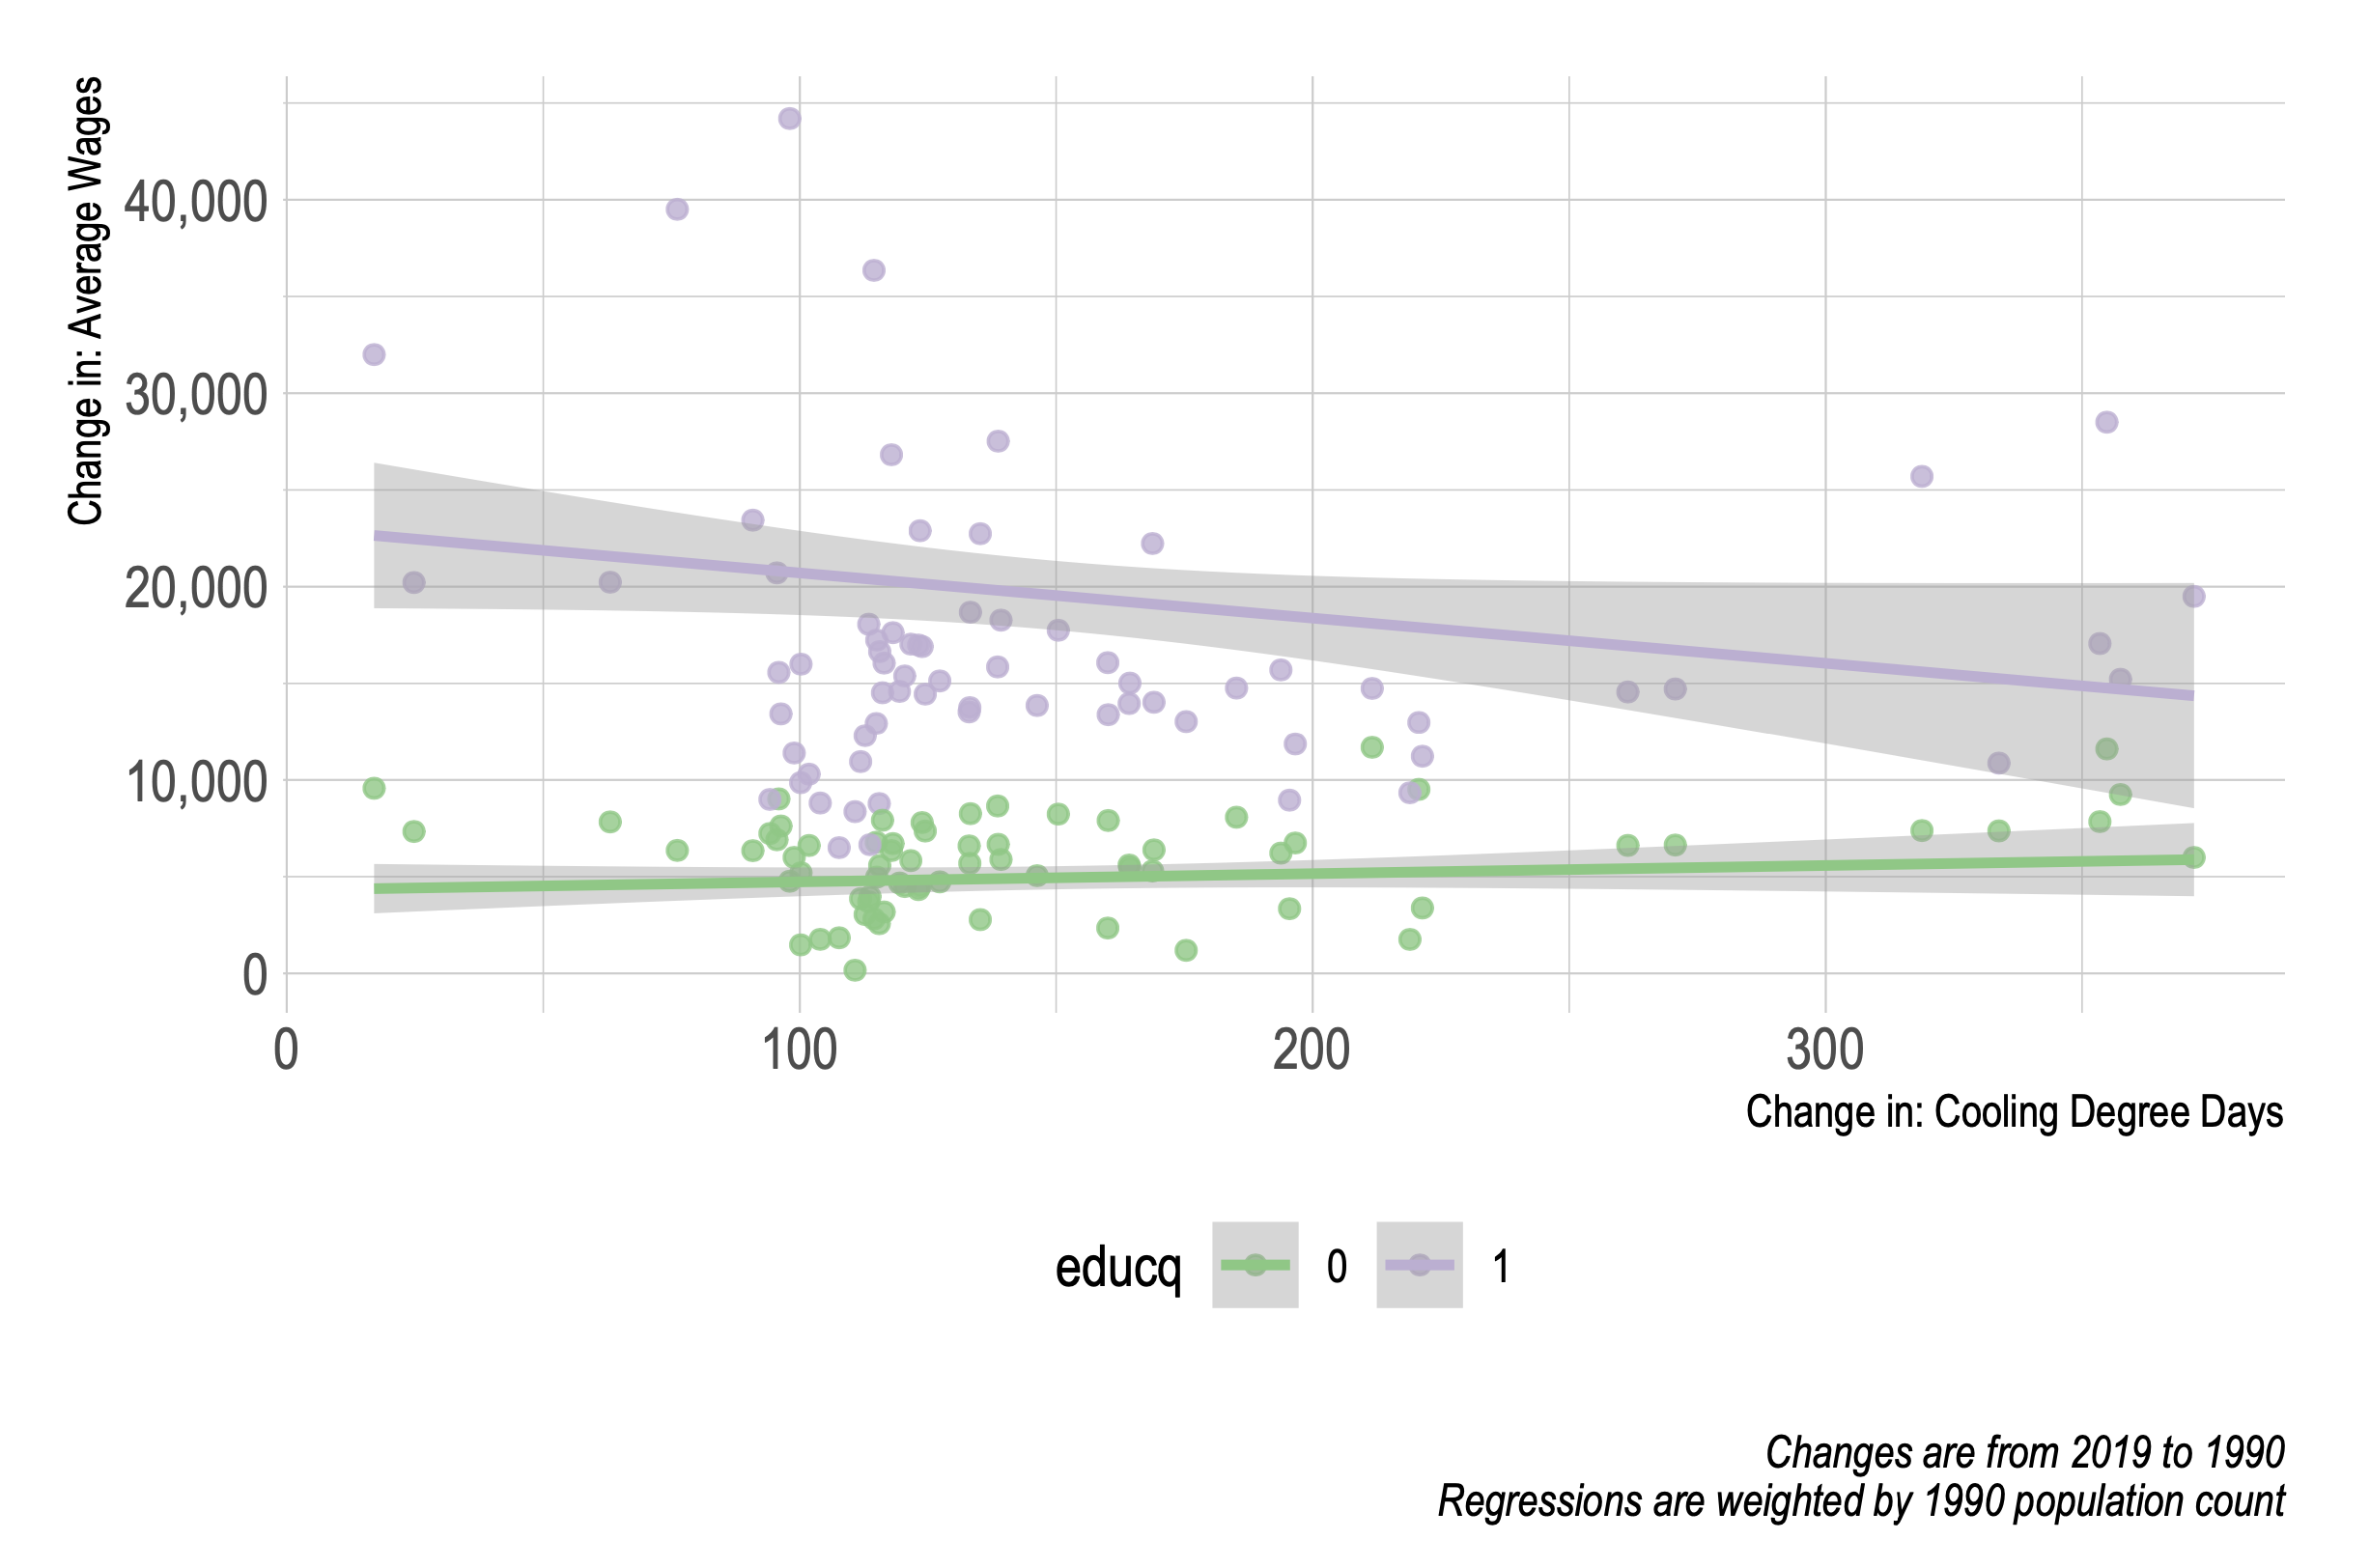 Change in: Average Wages
40,000
30,000
20,000
10,000
0
0 100 200 300
Change in: Cooling Degree Days
educq 0 1
Changes are from 2019 to 1990
Regressions are weighted by 1990 population count